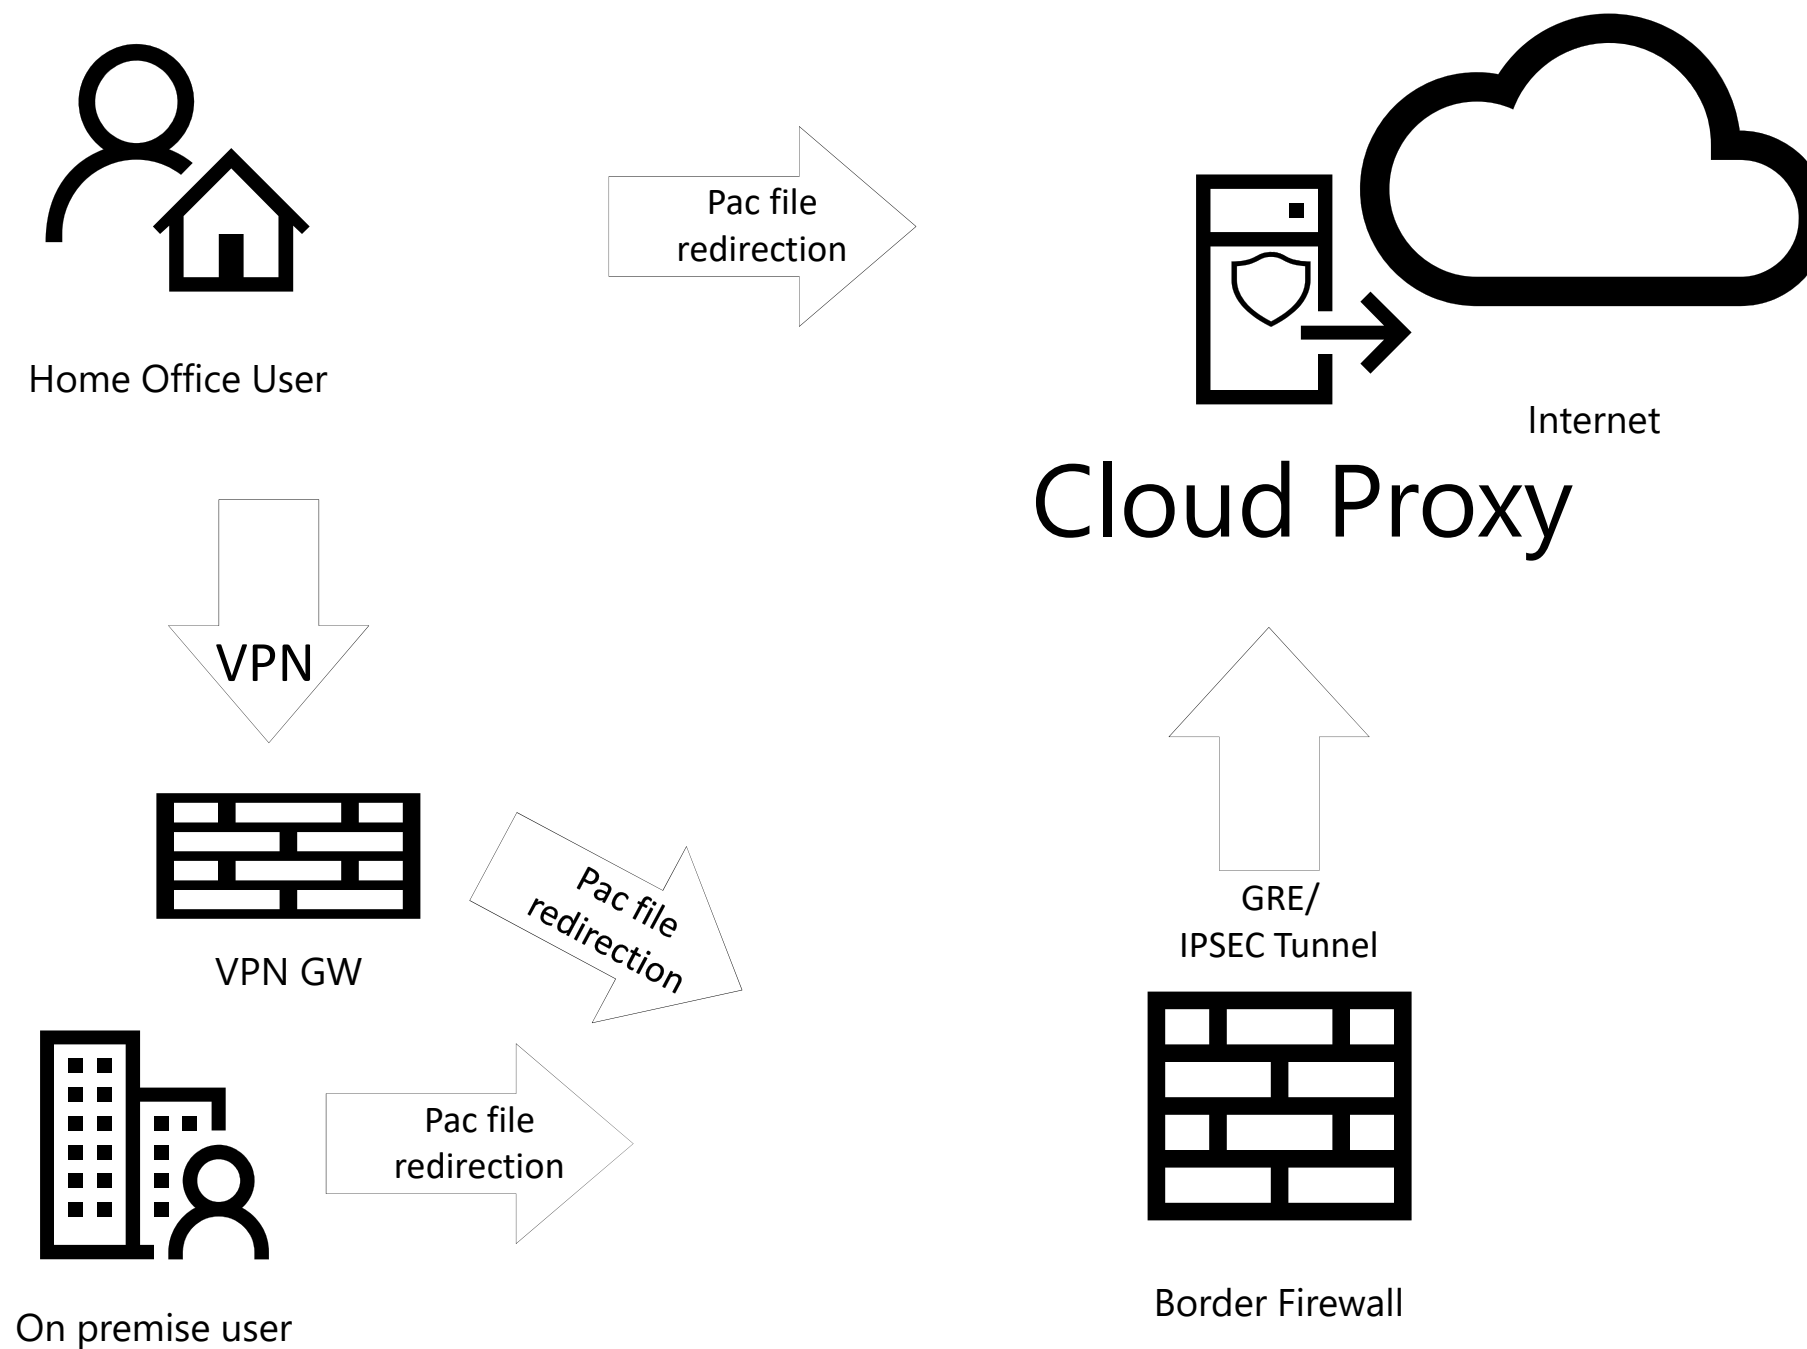 Pac file
redirection
Home Office User
Internet
Cloud Proxy
VPN
Pac file
redirection
GRE/
IPSEC Tunnel
VPN GW
Pac file
redirection
Border Firewall
On premise user